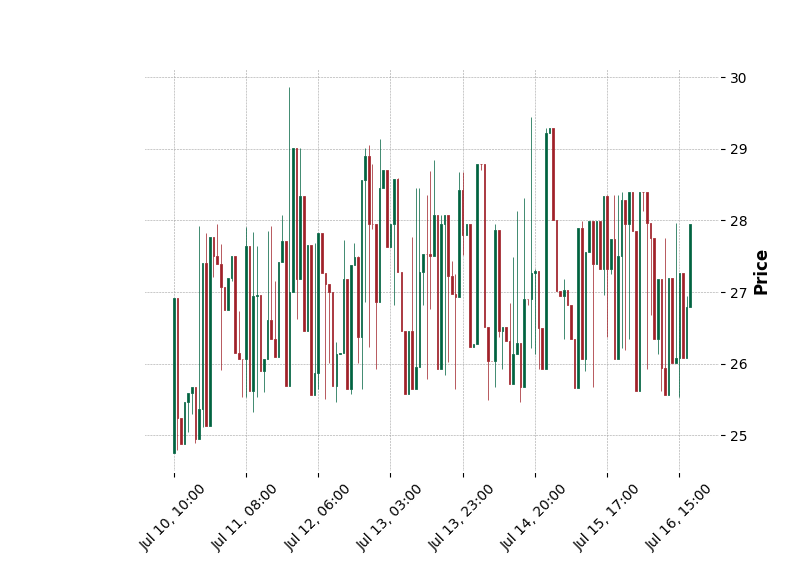 30
29
28
27
26
25
Price
Jul 10, 10:00
Jul 11, 08:00
Jul 12, 06:00
Jul 13, 03:00
Jul 13, 23:00
Jul 14, 20:00
Jul 15, 17:00
Jul 16, 15:00